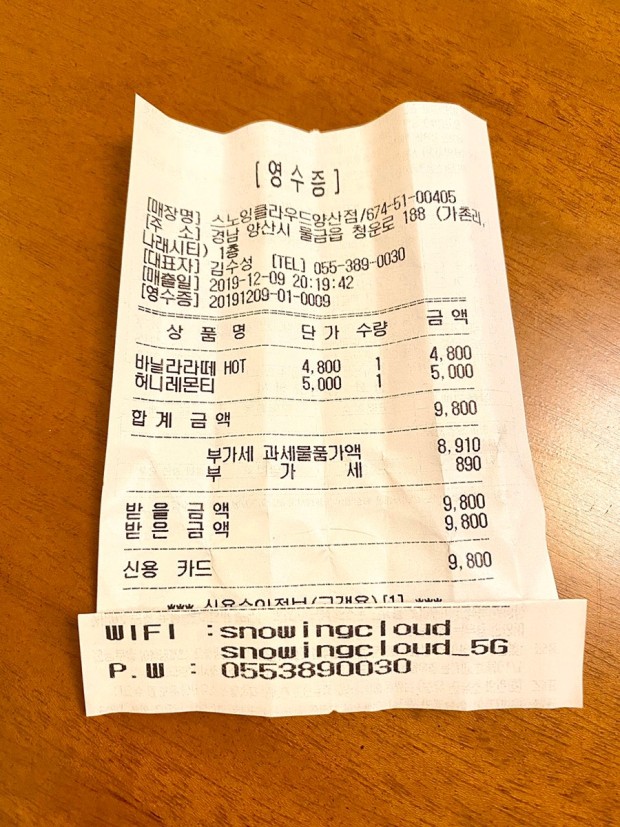 [영수증]
[매장명] 스노잉클라우드양산점/674-51-00405
[주 소] 경남 양산시 물금읍 청운로 188 (가촌리,
나래시티) 1층
[대표자] 김수성 [TEL] 055-389-0030
[매출일] 2019-12-09 20:19:42
[영수증] 20191209-01-0009
상 품 명 단가 수량 금액
바닐라라떼 HOT 4,800 1 4,800
허니레몬티 5,000 1 5,000
합계 금액 9,800
부가세 과세물품가액 8,910
부 가 세 890
받을 금액 9,800
받은 금액 9,800
신용 카드 9,800
*** 신용승인정보(고객용)[1] ***
WIFI :snowingcloud
snowingcloud_5G
P.W : 0553890030